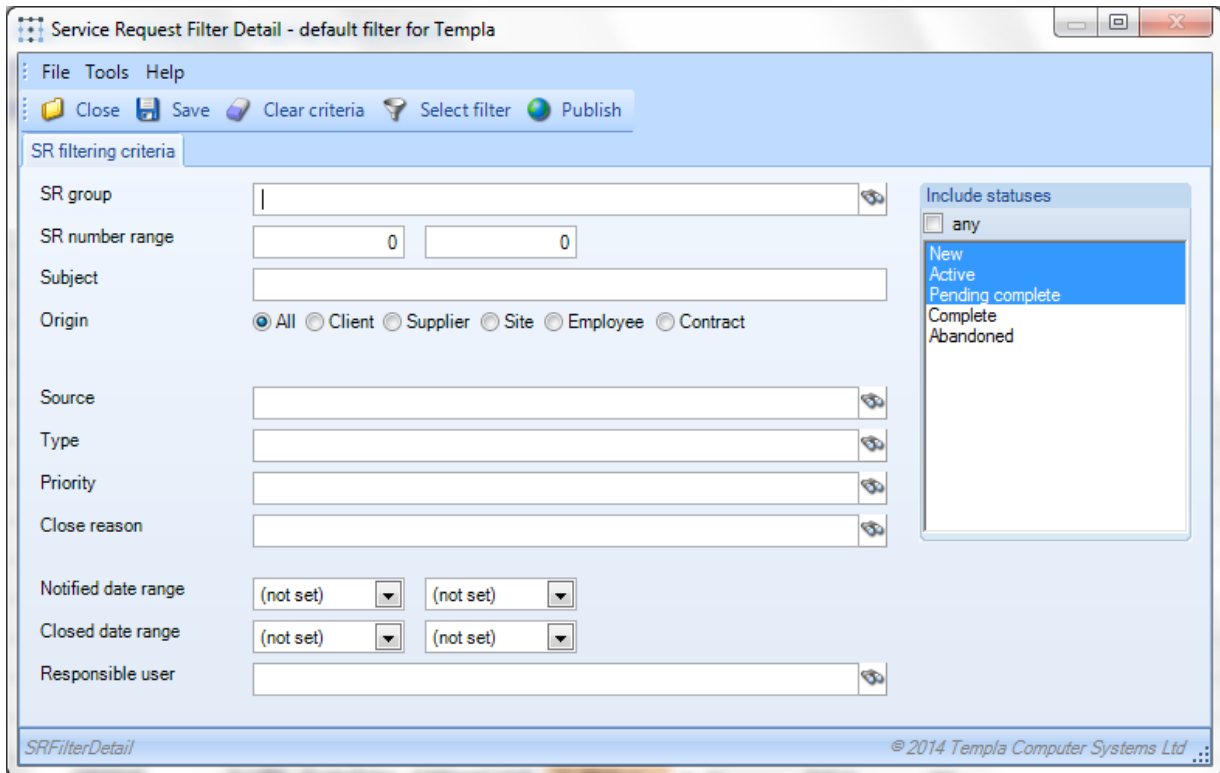 Service Request Filter Detail - default filter for Templa
File Tools Help
Close Save Clear criteria Select filter Publish
SR filtering criteria
SR group
SR number range 0 0
Subject
Origin All Client Supplier Site Employee Contract
Source
Type
Priority
Close reason
Notified date range (not set) (not set)
Closed date range (not set) (not set)
Responsible user
Include statuses
any
New
Active
Pending complete
Complete
Abandoned
SRFilterDetail © 2014 Templa Computer Systems Ltd